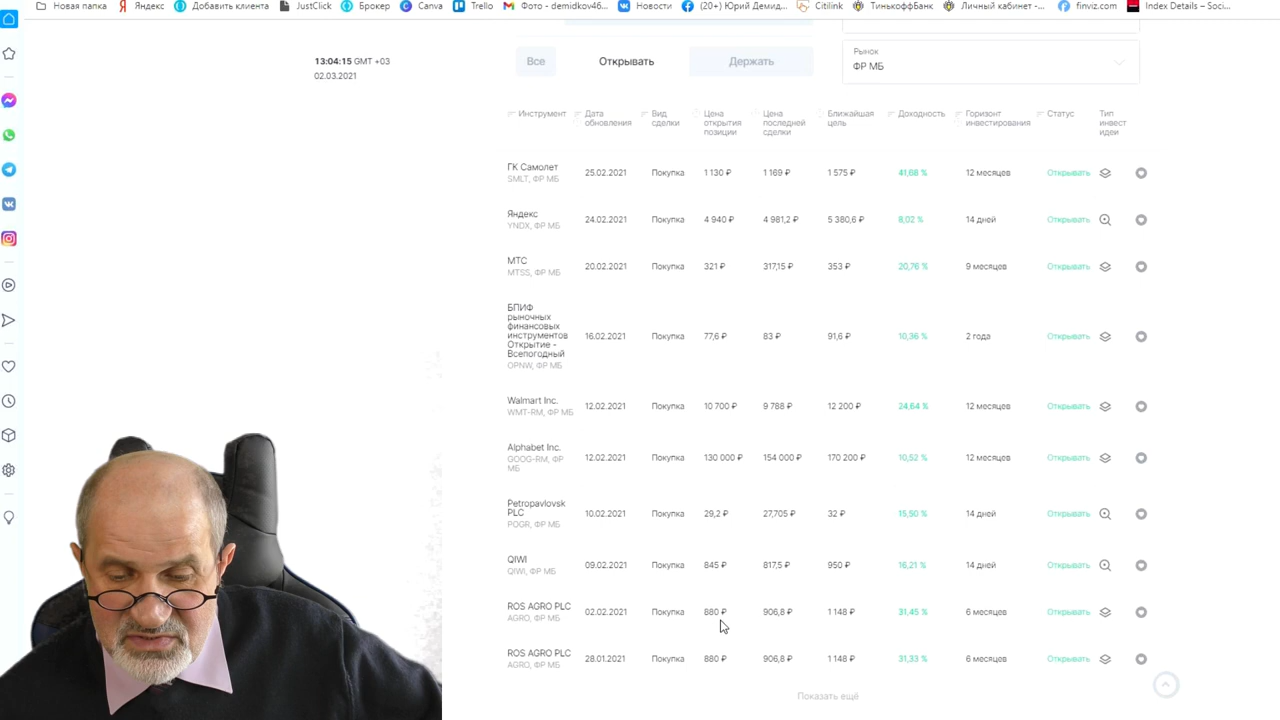 Новая папка Яндекс Добавить клиента JustClick Брокер Canva Trello Фото - demidkov46... Новости (20+) Юрий Демид... Citilink ТинькоффБанк Личный кабинет -... finviz.com Index Details – Soci...
13:04:15 GMT +03
02.03.2021
Все Открывать Держать
Рынок
ФР МБ
Инструмент Дата обновления Вид сделки Цена открытия позиции Цена последней сделки Ближайшая цель Доходность Горизонт инвестирования Статус Тип инвест идеи
ГК Самолет 25.02.2021 Покупка 1 130 ₽ 1 169 ₽ 1 575 ₽ 41,68 % 12 месяцев Открывать
SMLT, ФР МБ
Яндекс 24.02.2021 Покупка 4 940 ₽ 4 981,2 ₽ 5 380,6 ₽ 8,02 % 14 дней Открывать
YNDX, ФР МБ
МТС 20.02.2021 Покупка 321 ₽ 317,15 ₽ 353 ₽ 20,76 % 9 месяцев Открывать
MTSS, ФР МБ
БПИФ
рыночных
финансовых
инструментов 16.02.2021 Покупка 77,6 ₽ 83 ₽ 91,6 ₽ 10,36 % 2 года Открывать
Открытие -
Всепогодный
OPNW, ФР МБ
Walmart Inc. 12.02.2021 Покупка 10 700 ₽ 9 788 ₽ 12 200 ₽ 24,64 % 12 месяцев Открывать
WMT-RM, ФР МБ
Alphabet Inc. 12.02.2021 Покупка 130 000 ₽ 154 000 ₽ 170 200 ₽ 10,52 % 12 месяцев Открывать
GOOG-RM, ФР
МБ
Petropavlovsk
PLC 10.02.2021 Покупка 29,2 ₽ 27,705 ₽ 32 ₽ 15,50 % 14 дней Открывать
POGR, ФР МБ
QIWI 09.02.2021 Покупка 845 ₽ 817,5 ₽ 950 ₽ 16,21 % 14 дней Открывать
QIWI, ФР МБ
ROS AGRO PLC 02.02.2021 Покупка 880 ₽ 906,8 ₽ 1 148 ₽ 31,45 % 6 месяцев Открывать
AGRO, ФР МБ
ROS AGRO PLC 28.01.2021 Покупка 880 ₽ 906,8 ₽ 1 148 ₽ 31,33 % 6 месяцев Открывать
AGRO, ФР МБ
Показать ещё